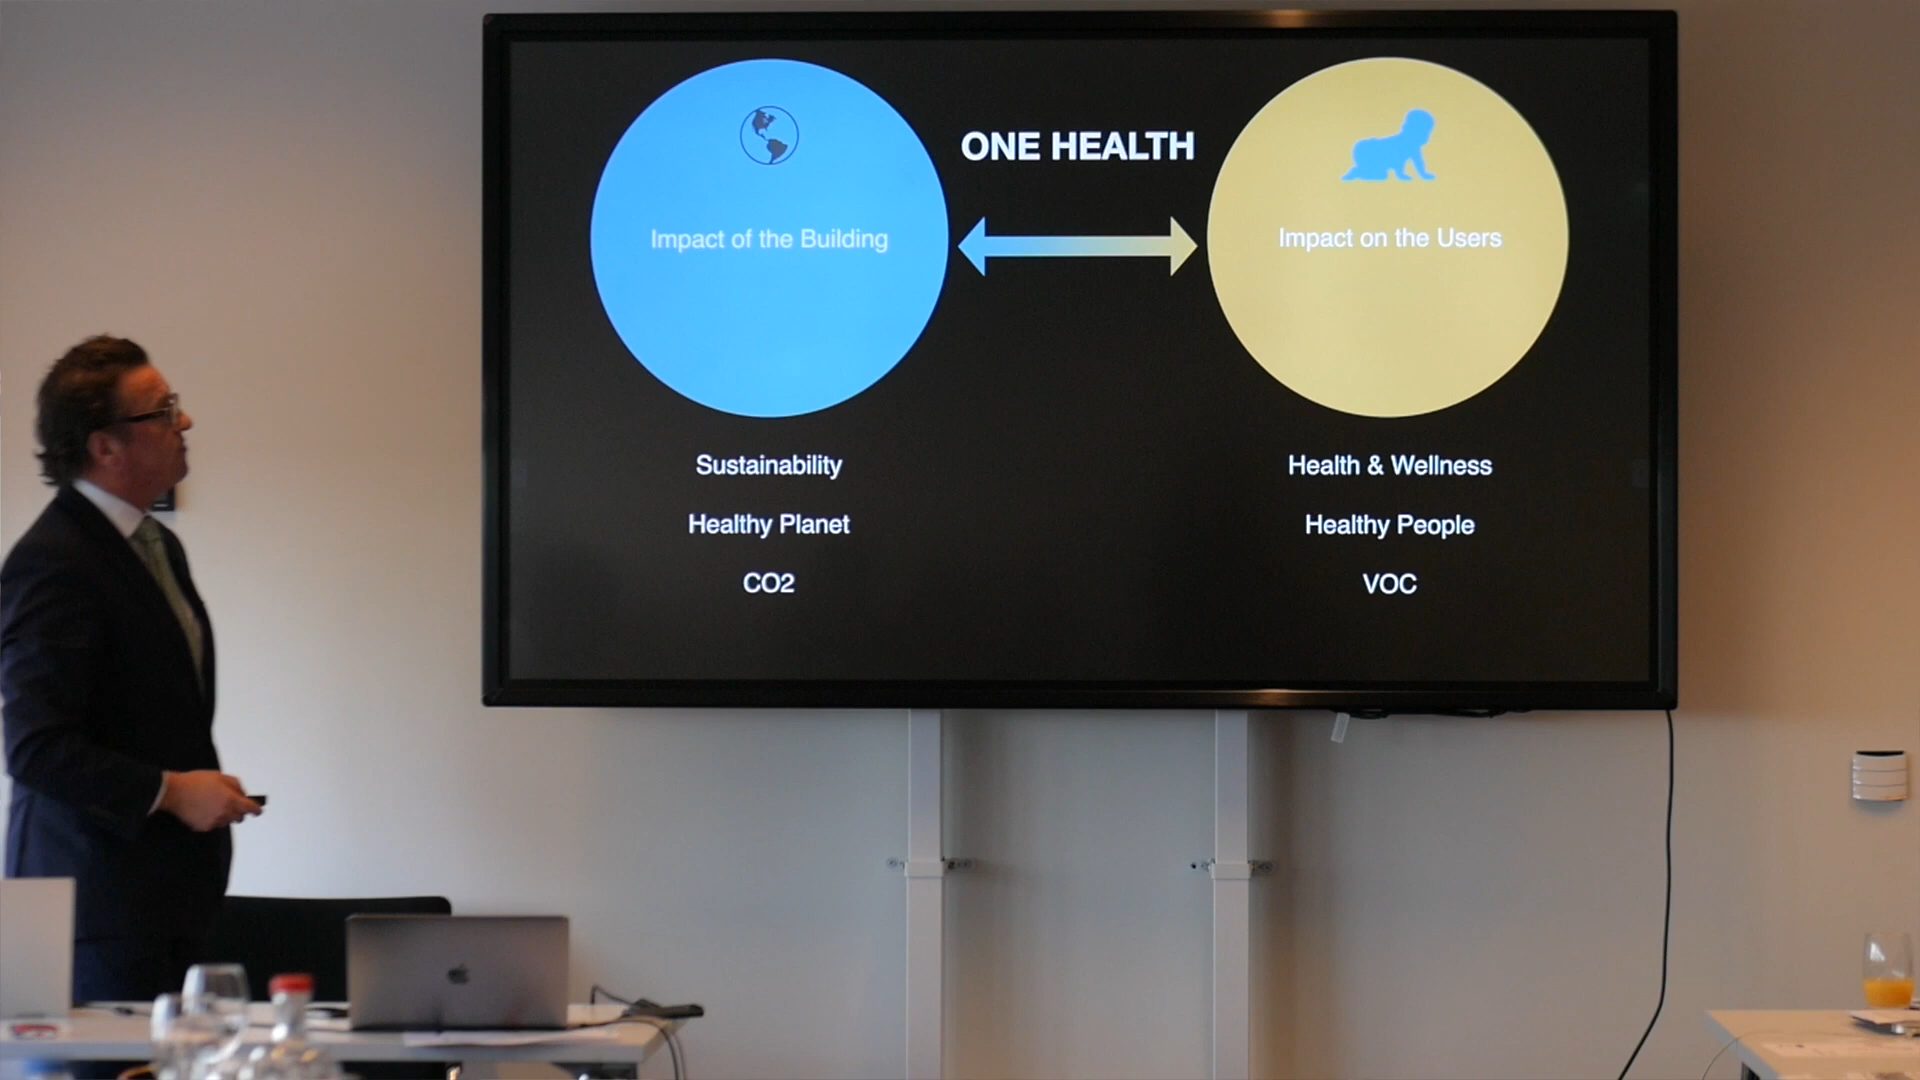 ONE HEALTH
Impact of the Building
Impact on the Users
Sustainability
Health & Wellness
Healthy Planet
Healthy People
CO2
VOC